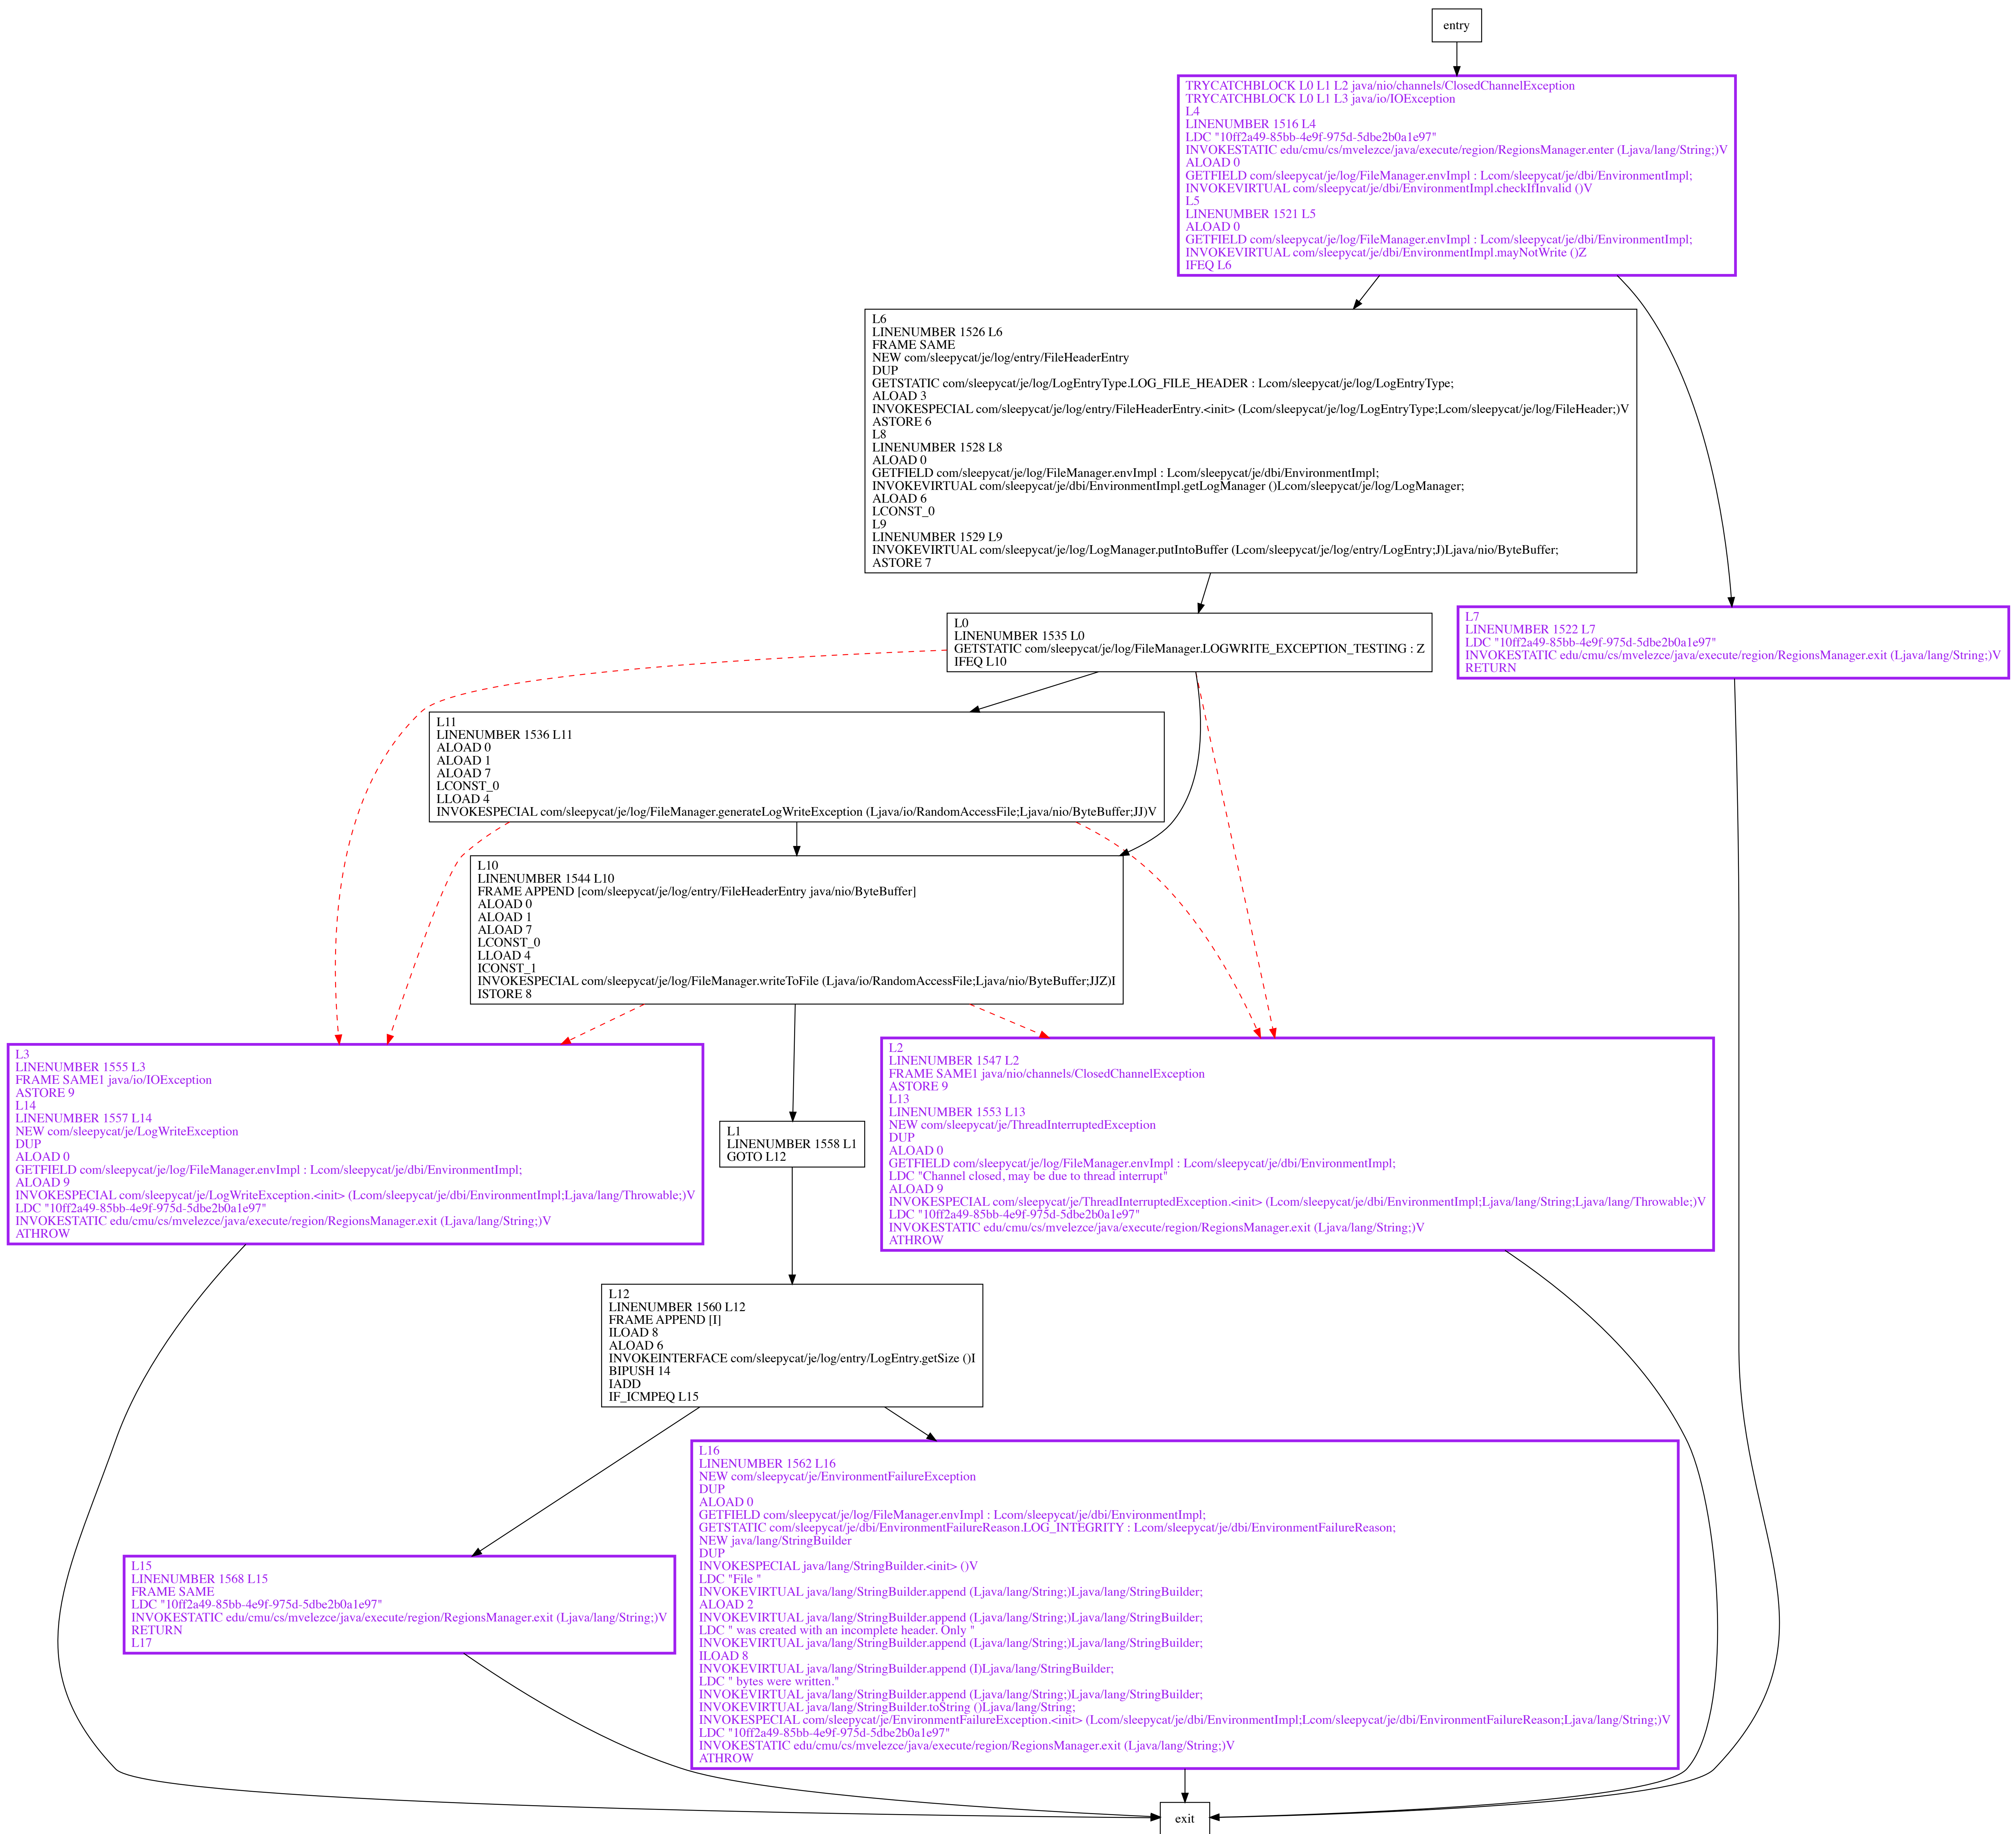 entry
TRYCATCHBLOCK L0 L1 L2 java/nio/channels/ClosedChannelException
TRYCATCHBLOCK L0 L1 L3 java/io/IOException
L4
LINENUMBER 1516 L4
LDC "10ff2a49-85bb-4e9f-975d-5dbe2b0a1e97"
INVOKESTATIC edu/cmu/cs/mvelezce/java/execute/region/RegionsManager.enter (Ljava/lang/String;)V
ALOAD 0
GETFIELD com/sleepycat/je/log/FileManager.envImpl : Lcom/sleepycat/je/dbi/EnvironmentImpl;
INVOKEVIRTUAL com/sleepycat/je/dbi/EnvironmentImpl.checkIfInvalid ()V
L5
LINENUMBER 1521 L5
ALOAD 0
GETFIELD com/sleepycat/je/log/FileManager.envImpl : Lcom/sleepycat/je/dbi/EnvironmentImpl;
INVOKEVIRTUAL com/sleepycat/je/dbi/EnvironmentImpl.mayNotWrite ()Z
IFEQ L6
L6
LINENUMBER 1526 L6
FRAME SAME
NEW com/sleepycat/je/log/entry/FileHeaderEntry
DUP
GETSTATIC com/sleepycat/je/log/LogEntryType.LOG_FILE_HEADER : Lcom/sleepycat/je/log/LogEntryType;
ALOAD 3
INVOKESPECIAL com/sleepycat/je/log/entry/FileHeaderEntry.<init> (Lcom/sleepycat/je/log/LogEntryType;Lcom/sleepycat/je/log/FileHeader;)V
ASTORE 6
L8
LINENUMBER 1528 L8
ALOAD 0
GETFIELD com/sleepycat/je/log/FileManager.envImpl : Lcom/sleepycat/je/dbi/EnvironmentImpl;
INVOKEVIRTUAL com/sleepycat/je/dbi/EnvironmentImpl.getLogManager ()Lcom/sleepycat/je/log/LogManager;
ALOAD 6
LCONST_0
L9
LINENUMBER 1529 L9
INVOKEVIRTUAL com/sleepycat/je/log/LogManager.putIntoBuffer (Lcom/sleepycat/je/log/entry/LogEntry;J)Ljava/nio/ByteBuffer;
ASTORE 7
L7
LINENUMBER 1522 L7
LDC "10ff2a49-85bb-4e9f-975d-5dbe2b0a1e97"
INVOKESTATIC edu/cmu/cs/mvelezce/java/execute/region/RegionsManager.exit (Ljava/lang/String;)V
RETURN
L0
LINENUMBER 1535 L0
GETSTATIC com/sleepycat/je/log/FileManager.LOGWRITE_EXCEPTION_TESTING : Z
IFEQ L10
L11
LINENUMBER 1536 L11
ALOAD 0
ALOAD 1
ALOAD 7
LCONST_0
LLOAD 4
INVOKESPECIAL com/sleepycat/je/log/FileManager.generateLogWriteException (Ljava/io/RandomAccessFile;Ljava/nio/ByteBuffer;JJ)V
L10
LINENUMBER 1544 L10
FRAME APPEND [com/sleepycat/je/log/entry/FileHeaderEntry java/nio/ByteBuffer]
ALOAD 0
ALOAD 1
ALOAD 7
LCONST_0
LLOAD 4
ICONST_1
INVOKESPECIAL com/sleepycat/je/log/FileManager.writeToFile (Ljava/io/RandomAccessFile;Ljava/nio/ByteBuffer;JJZ)I
ISTORE 8
L3
LINENUMBER 1555 L3
FRAME SAME1 java/io/IOException
ASTORE 9
L14
LINENUMBER 1557 L14
NEW com/sleepycat/je/LogWriteException
DUP
ALOAD 0
GETFIELD com/sleepycat/je/log/FileManager.envImpl : Lcom/sleepycat/je/dbi/EnvironmentImpl;
ALOAD 9
INVOKESPECIAL com/sleepycat/je/LogWriteException.<init> (Lcom/sleepycat/je/dbi/EnvironmentImpl;Ljava/lang/Throwable;)V
LDC "10ff2a49-85bb-4e9f-975d-5dbe2b0a1e97"
INVOKESTATIC edu/cmu/cs/mvelezce/java/execute/region/RegionsManager.exit (Ljava/lang/String;)V
ATHROW
L1
LINENUMBER 1558 L1
GOTO L12
L2
LINENUMBER 1547 L2
FRAME SAME1 java/nio/channels/ClosedChannelException
ASTORE 9
L13
LINENUMBER 1553 L13
NEW com/sleepycat/je/ThreadInterruptedException
DUP
ALOAD 0
GETFIELD com/sleepycat/je/log/FileManager.envImpl : Lcom/sleepycat/je/dbi/EnvironmentImpl;
LDC "Channel closed, may be due to thread interrupt"
ALOAD 9
INVOKESPECIAL com/sleepycat/je/ThreadInterruptedException.<init> (Lcom/sleepycat/je/dbi/EnvironmentImpl;Ljava/lang/String;Ljava/lang/Throwable;)V
LDC "10ff2a49-85bb-4e9f-975d-5dbe2b0a1e97"
INVOKESTATIC edu/cmu/cs/mvelezce/java/execute/region/RegionsManager.exit (Ljava/lang/String;)V
ATHROW
L12
LINENUMBER 1560 L12
FRAME APPEND [I]
ILOAD 8
ALOAD 6
INVOKEINTERFACE com/sleepycat/je/log/entry/LogEntry.getSize ()I
BIPUSH 14
IADD
IF_ICMPEQ L15
L15
LINENUMBER 1568 L15
FRAME SAME
LDC "10ff2a49-85bb-4e9f-975d-5dbe2b0a1e97"
INVOKESTATIC edu/cmu/cs/mvelezce/java/execute/region/RegionsManager.exit (Ljava/lang/String;)V
RETURN
L17
L16
LINENUMBER 1562 L16
NEW com/sleepycat/je/EnvironmentFailureException
DUP
ALOAD 0
GETFIELD com/sleepycat/je/log/FileManager.envImpl : Lcom/sleepycat/je/dbi/EnvironmentImpl;
GETSTATIC com/sleepycat/je/dbi/EnvironmentFailureReason.LOG_INTEGRITY : Lcom/sleepycat/je/dbi/EnvironmentFailureReason;
NEW java/lang/StringBuilder
DUP
INVOKESPECIAL java/lang/StringBuilder.<init> ()V
LDC "File "
INVOKEVIRTUAL java/lang/StringBuilder.append (Ljava/lang/String;)Ljava/lang/StringBuilder;
ALOAD 2
INVOKEVIRTUAL java/lang/StringBuilder.append (Ljava/lang/String;)Ljava/lang/StringBuilder;
LDC " was created with an incomplete header. Only "
INVOKEVIRTUAL java/lang/StringBuilder.append (Ljava/lang/String;)Ljava/lang/StringBuilder;
ILOAD 8
INVOKEVIRTUAL java/lang/StringBuilder.append (I)Ljava/lang/StringBuilder;
LDC " bytes were written."
INVOKEVIRTUAL java/lang/StringBuilder.append (Ljava/lang/String;)Ljava/lang/StringBuilder;
INVOKEVIRTUAL java/lang/StringBuilder.toString ()Ljava/lang/String;
INVOKESPECIAL com/sleepycat/je/EnvironmentFailureException.<init> (Lcom/sleepycat/je/dbi/EnvironmentImpl;Lcom/sleepycat/je/dbi/EnvironmentFailureReason;Ljava/lang/String;)V
LDC "10ff2a49-85bb-4e9f-975d-5dbe2b0a1e97"
INVOKESTATIC edu/cmu/cs/mvelezce/java/execute/region/RegionsManager.exit (Ljava/lang/String;)V
ATHROW
exit